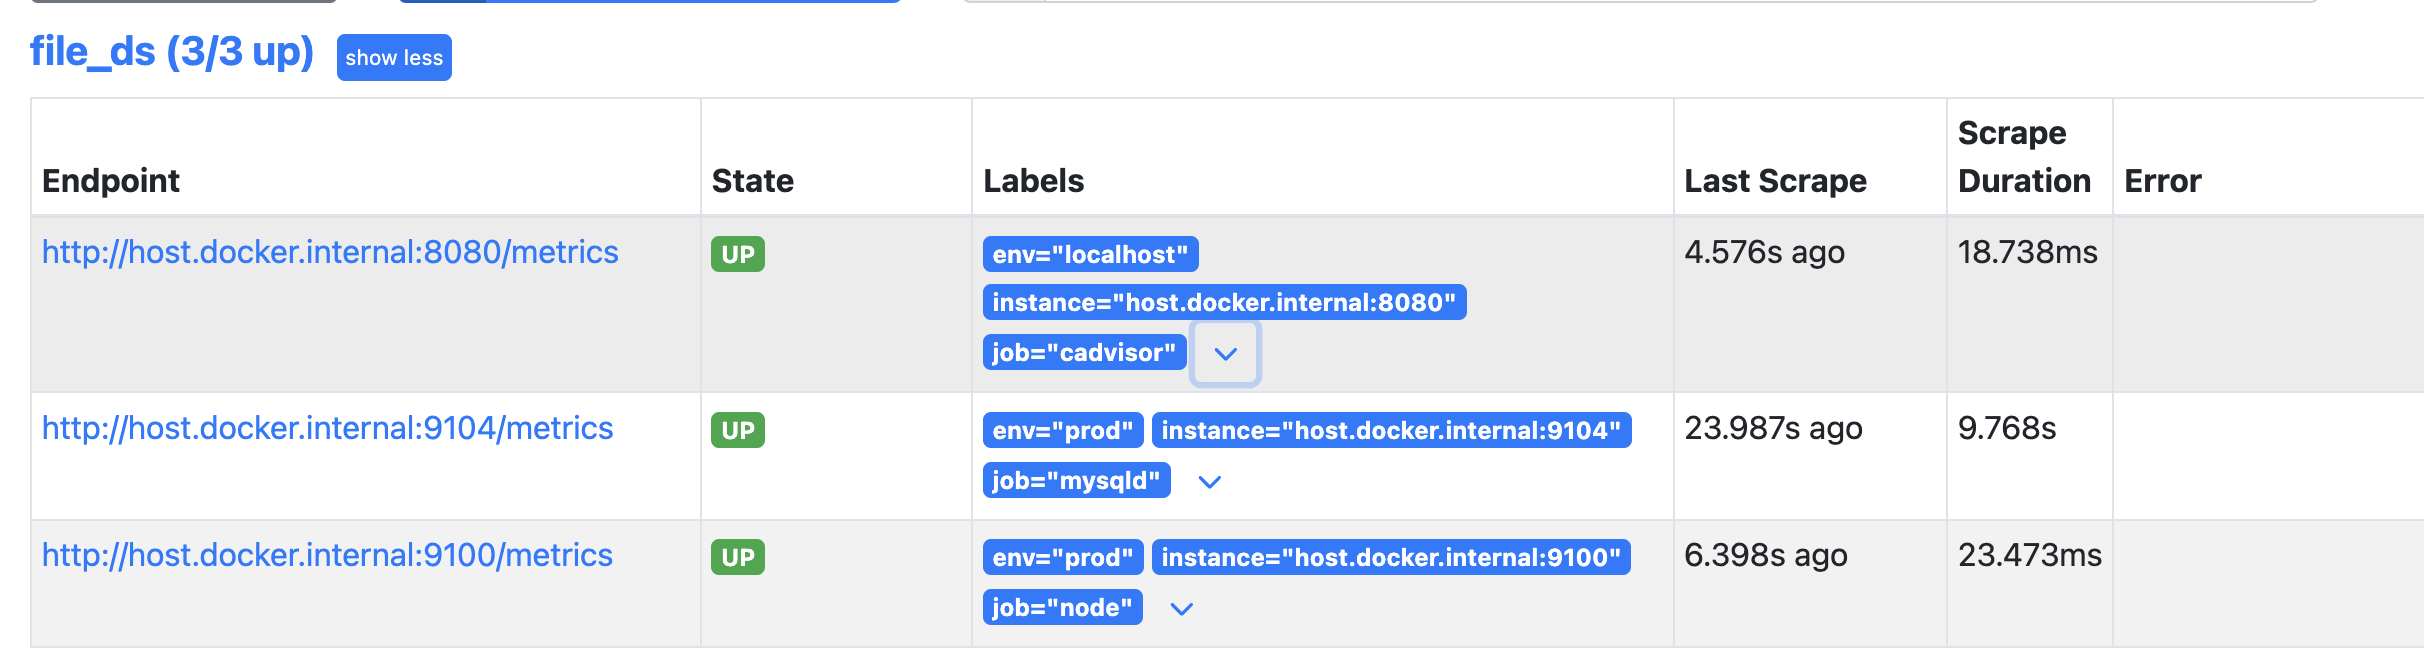 file_ds (3/3 up) show less
Endpoint State Labels Last Scrape Scrape Duration Error
http://host.docker.internal:8080/metrics UP env="localhost" 4.576s ago 18.738ms
instance="host.docker.internal:8080"
job="cadvisor"
http://host.docker.internal:9104/metrics UP env="prod" instance="host.docker.internal:9104" 23.987s ago 9.768s
job="mysqld"
http://host.docker.internal:9100/metrics UP env="prod" instance="host.docker.internal:9100" 6.398s ago 23.473ms
job="node"